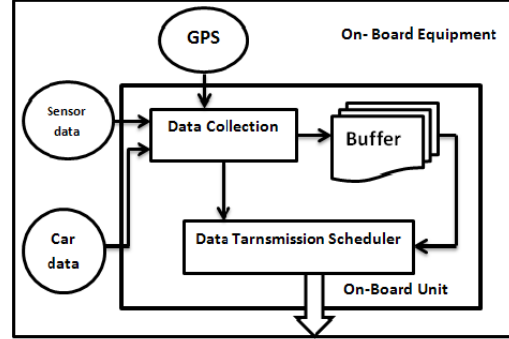 GPS
On- Board Equipment
Sensor
data
Data Collection
Buffer
Car
data
Data Tarnsmission Scheduler
On-Board Unit